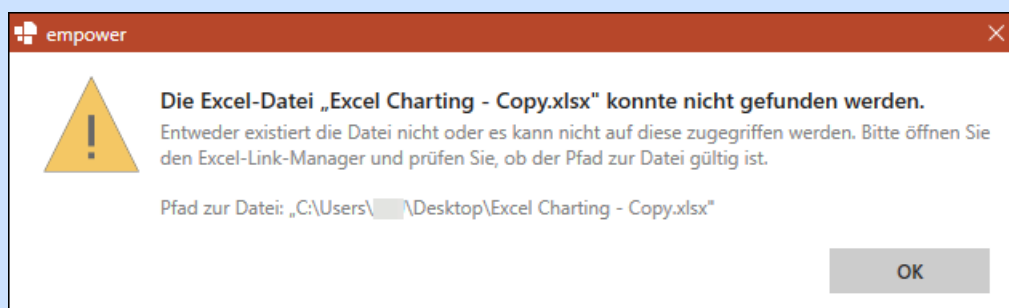 empower
Die Excel-Datei „Excel Charting - Copy.xlsx" konnte nicht gefunden werden.
Entweder existiert die Datei nicht oder es kann nicht auf diese zugegriffen werden. Bitte öffnen Sie
den Excel-Link-Manager und prüfen Sie, ob der Pfad zur Datei gültig ist.
Pfad zur Datei: „C:\Users\ \Desktop\Excel Charting - Copy.xlsx"
OK